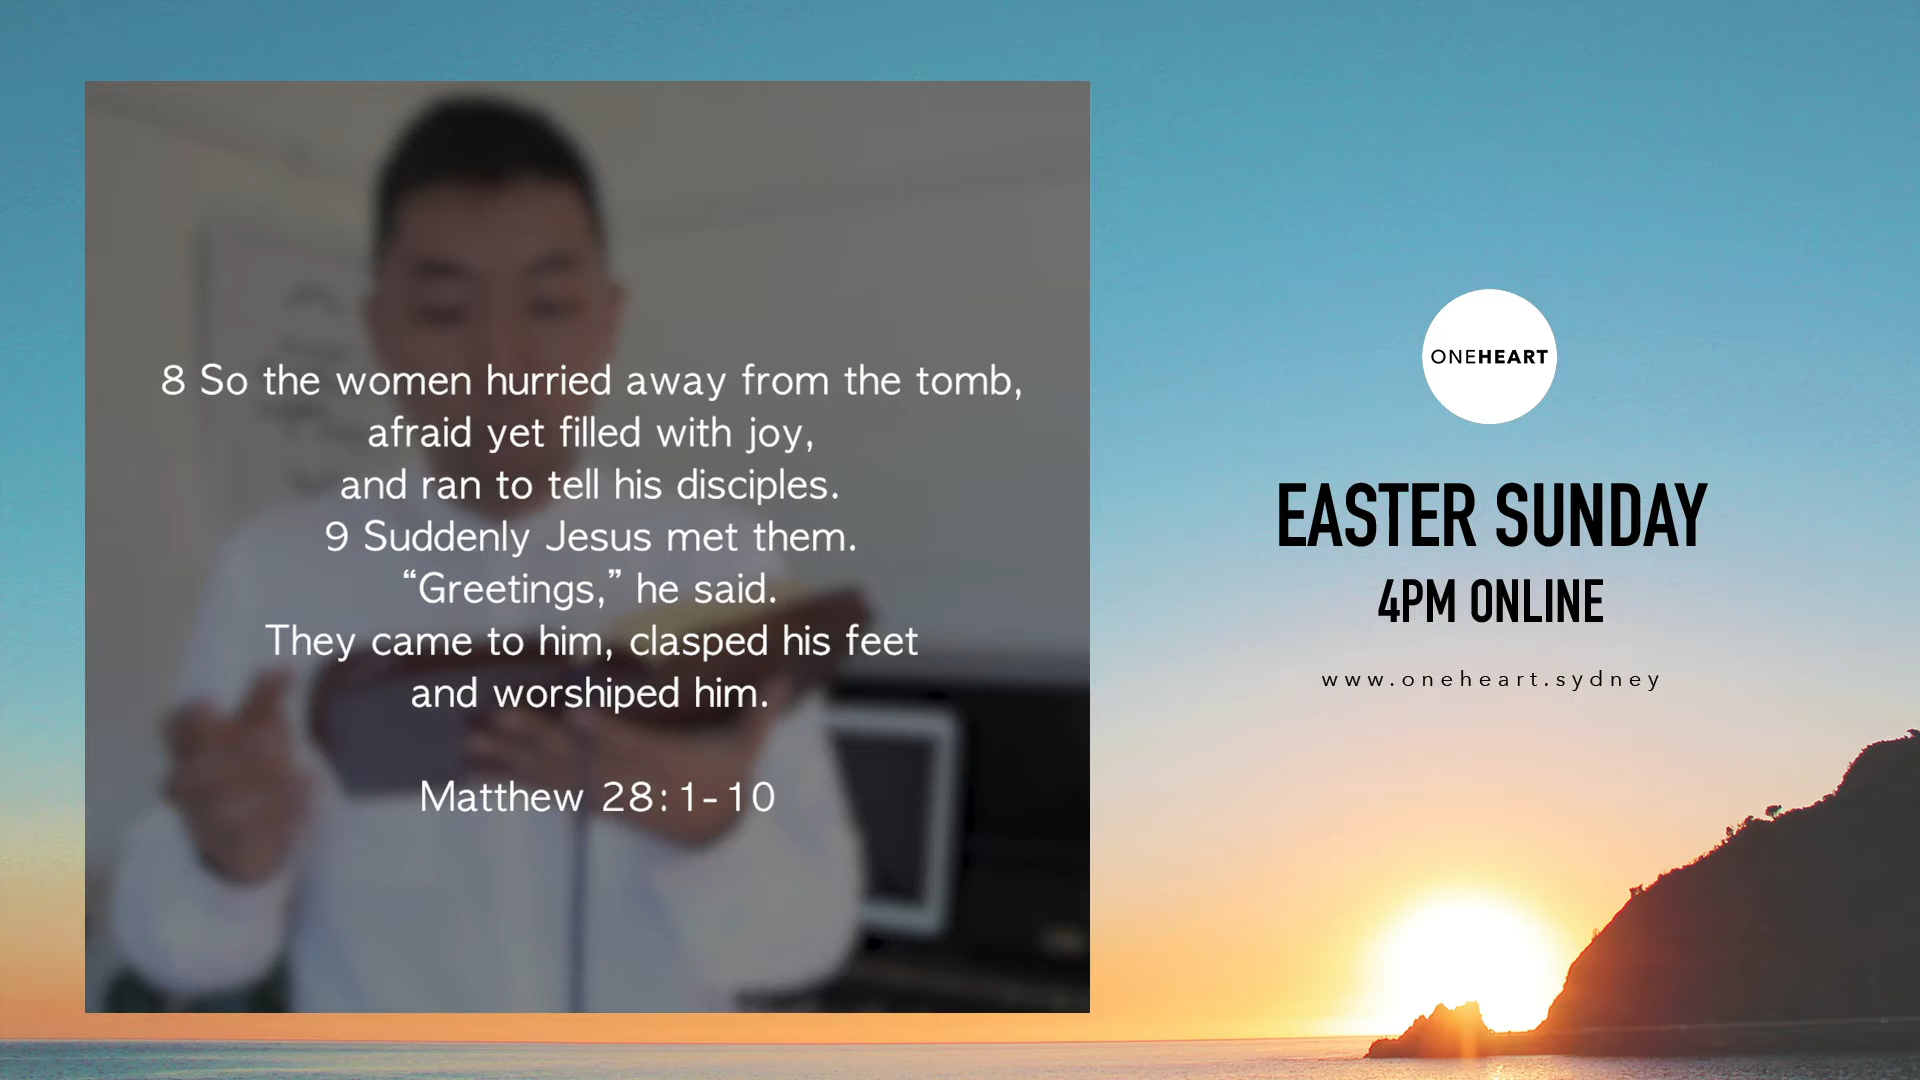 8 So the women hurried away from the tomb,
afraid yet filled with joy,
and ran to tell his disciples.
9 Suddenly Jesus met them.
“Greetings,” he said.
They came to him, clasped his feet
and worshiped him.
Matthew 28:1-10
ONEHEART
EASTER SUNDAY
4PM ONLINE
www.oneheart.sydney